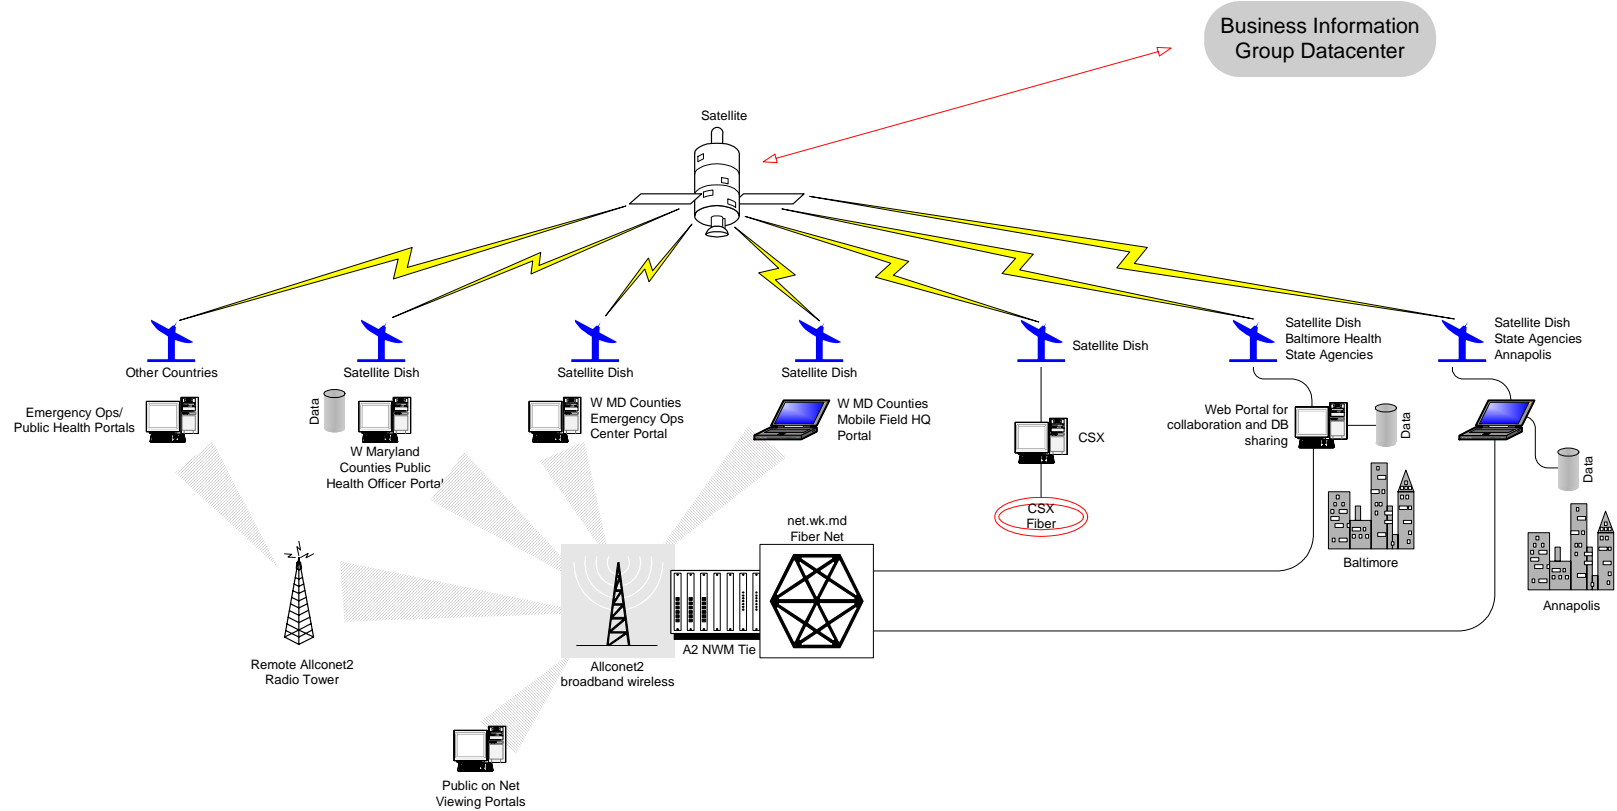 Business Information
Group Datacenter
Satellite
Other Countries
Satellite Dish
Satellite Dish
Satellite Dish
Satellite Dish
Satellite Dish
Baltimore Health
State Agencies
Satellite Dish
State Agencies
Annapolis
Emergency Ops/
Public Health Portals
Data
W Maryland
Counties Public
Health Officer Portal
W MD Counties
Emergency Ops
Center Portal
W MD Counties
Mobile Field HQ
Portal
CSX
CSX
Fiber
Web Portal for
collaboration and DB
sharing
Data
Data
Baltimore
Annapolis
net.wk.md
Fiber Net
A2 NWM Tie
Allconet2
broadband wireless
Remote Allconet2
Radio Tower
Public on Net
Viewing Portals